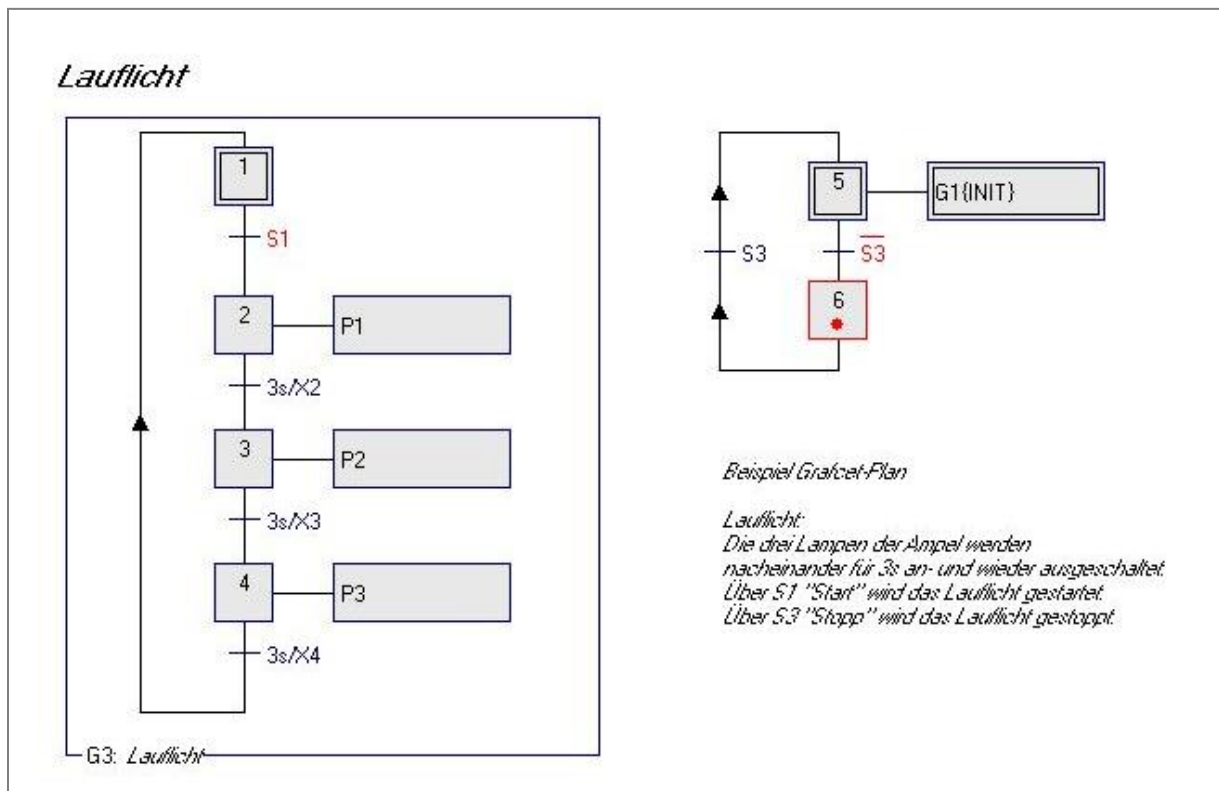 Lauflicht
1
S1
2
P1
3s/X2
3
P2
3s/X3
4
P3
3s/X4
G3: Lauflicht
5
G1{INIT}
S3
S̅3̅
6
Beispiel Grafcet-Plan
Lauflicht:
Die drei Lampen der Ampel werden
nacheinander für 3s an- und wieder ausgeschaltet.
Über S1 "Start" wird das Lauflicht gestartet.
Über S3 "Stopp" wird das Lauflicht gestoppt.